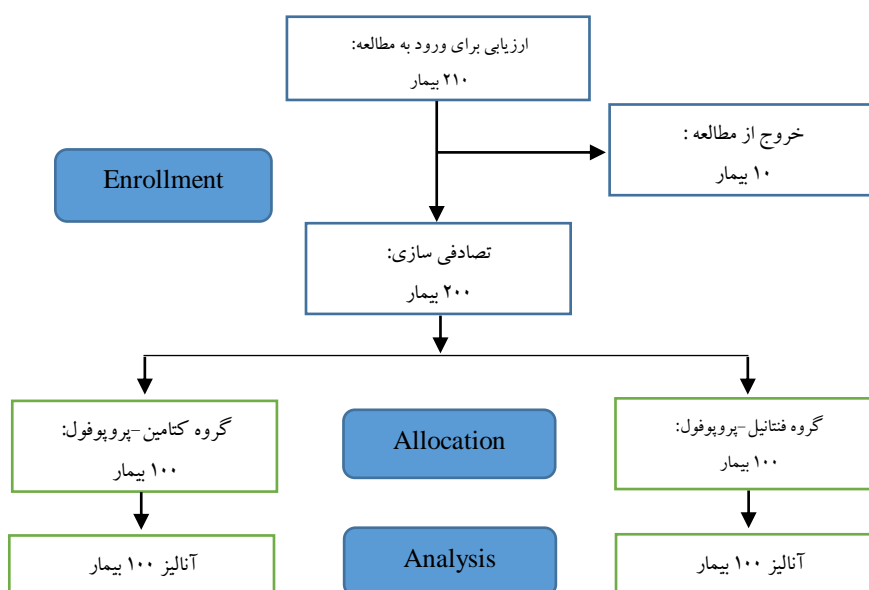 ارزیابی برای ورود به مطالعه:
۲۱۰ بیمار
خروج از مطالعه :
۱۰ بیمار
Enrollment
تصادفی سازی:
۲۰۰ بیمار
گروه فنتانیل-پروپوفول:
۱۰۰ بیمار
Allocation
گروه کتامین-پروپوفول:
۱۰۰ بیمار
آنالیز ۱۰۰ بیمار
Analysis
آنالیز ۱۰۰ بیمار